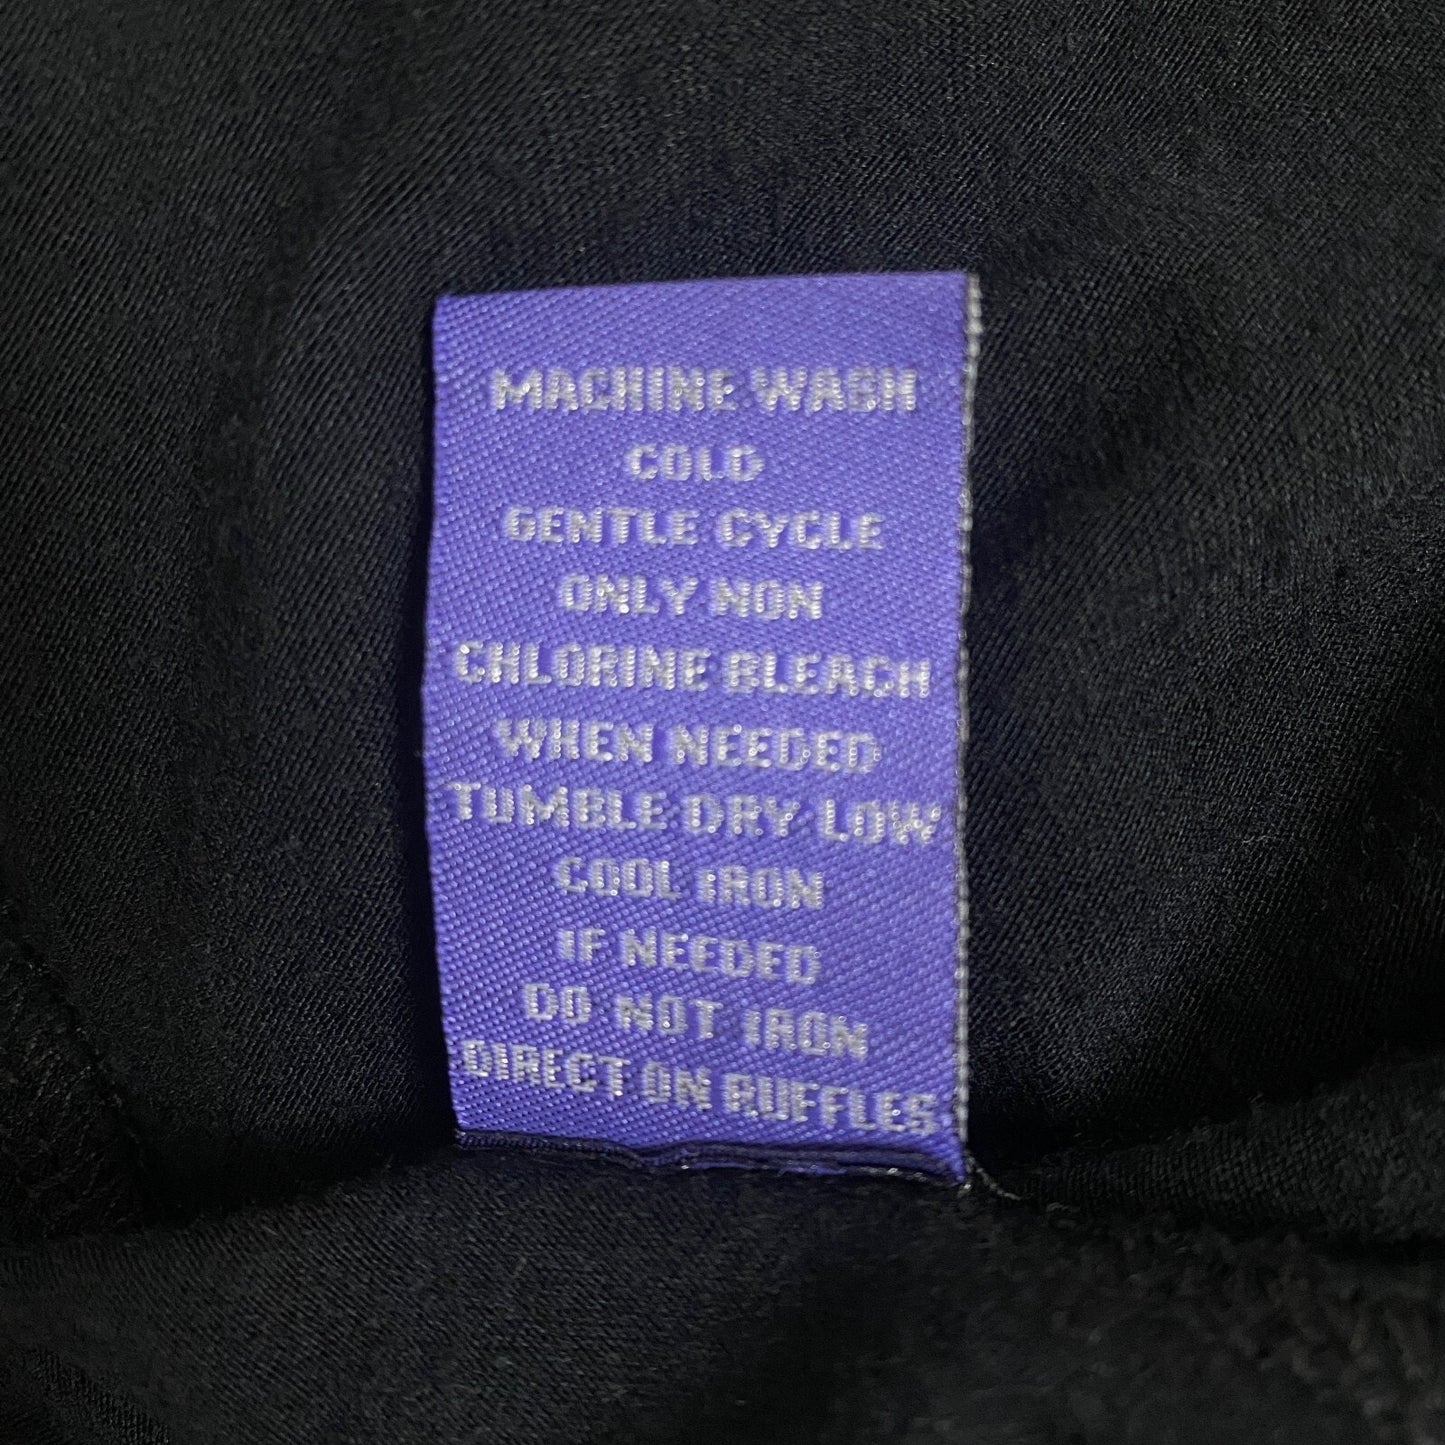 MACHINE WASH
COLD
GENTLE CYCLE
ONLY NON
CHLORINE BLEACH
WHEN NEEDED
TUMBLE DRY LOW
COOL IRON
IF NEEDED
DO NOT IRON
DIRECT ON RUFFLES